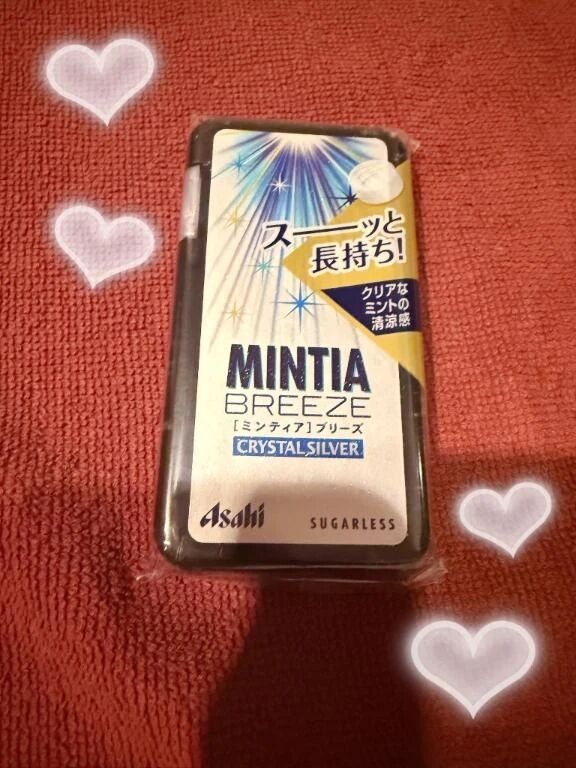 スーーッと
長持ち!
クリアな
ミントの
清涼感
MINTIA
BREEZE
[ミンティア]ブリーズ
CRYSTAL SILVER
Asahi SUGARLESS